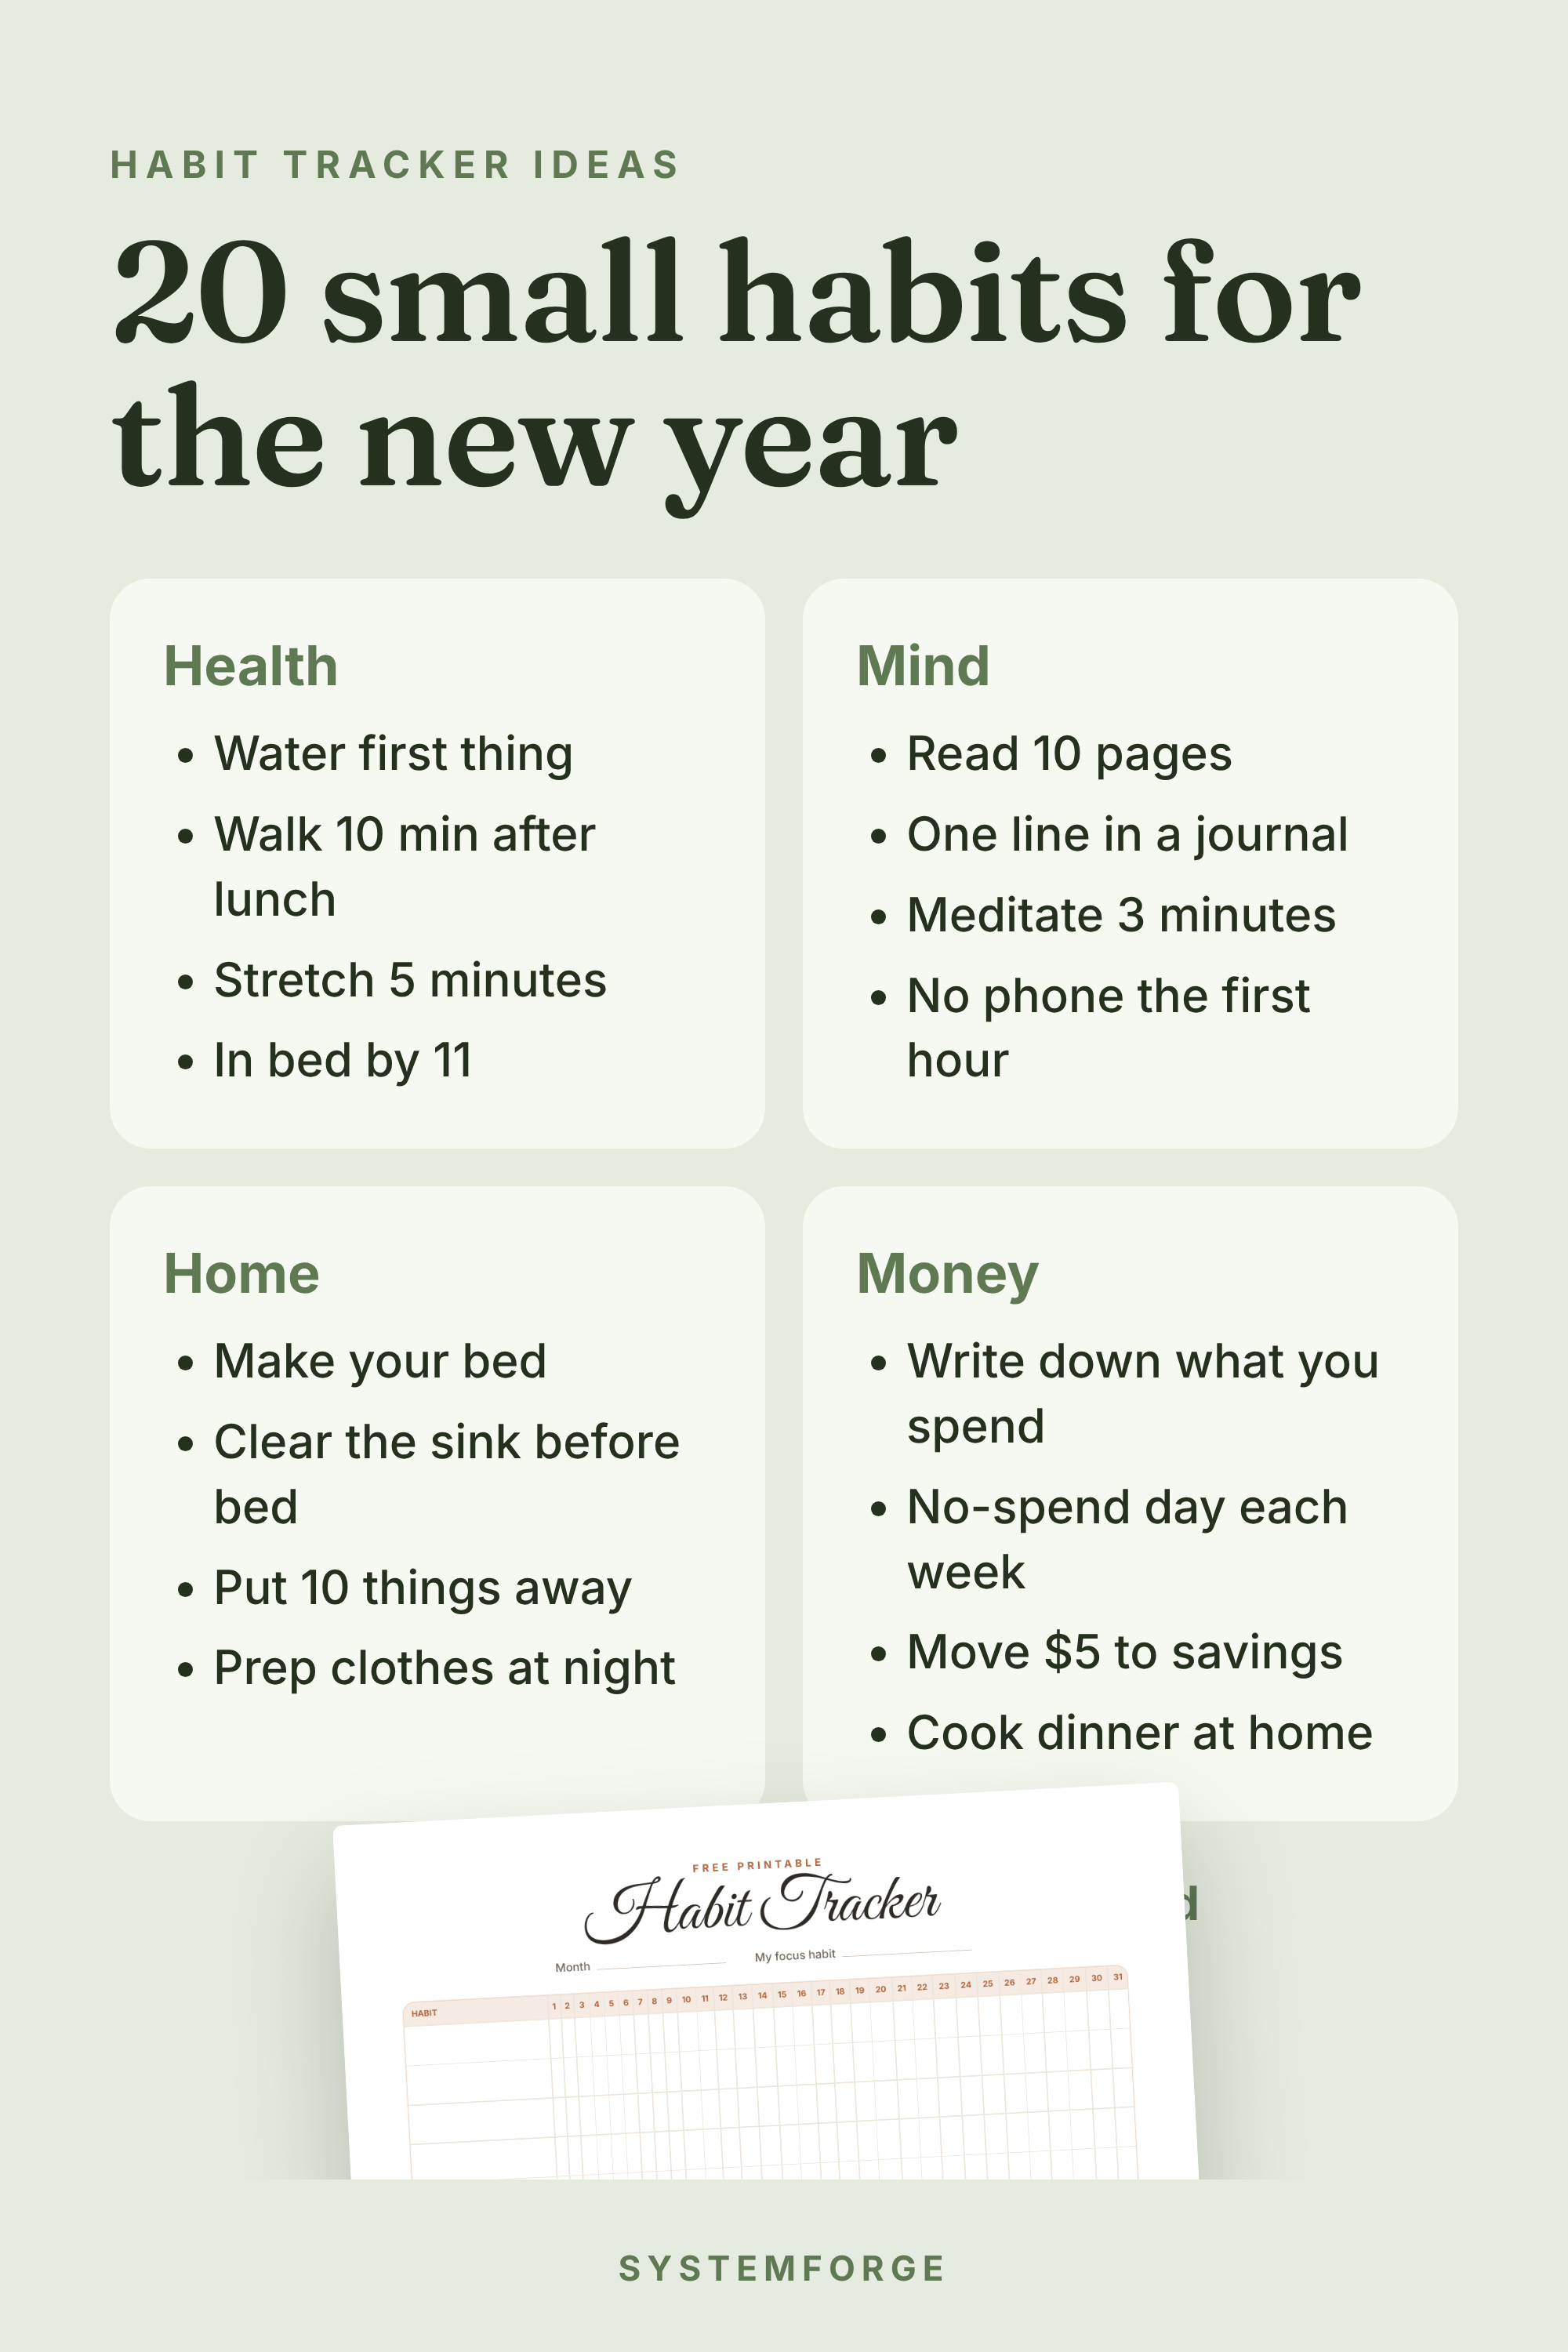 HABIT TRACKER IDEAS
20 small habits for
the new year
Health
• Water first thing
• Walk 10 min after
lunch
• Stretch 5 minutes
• In bed by 11
Mind
• Read 10 pages
• One line in a journal
• Meditate 3 minutes
• No phone the first
hour
Home
• Make your bed
• Clear the sink before
bed
• Put 10 things away
• Prep clothes at night
Money
• Write down what you
spend
• No-spend day each
week
• Move $5 to savings
• Cook dinner at home
FREE PRINTABLE
Habit Tracker
Month
My focus habit
HABIT 1 2 3 4 5 6 7 8 9 10 11 12 13 14 15 16 17 18 19 20 21 22 23 24 25 26 27 28 29 30 31
SYSTEMFORGE